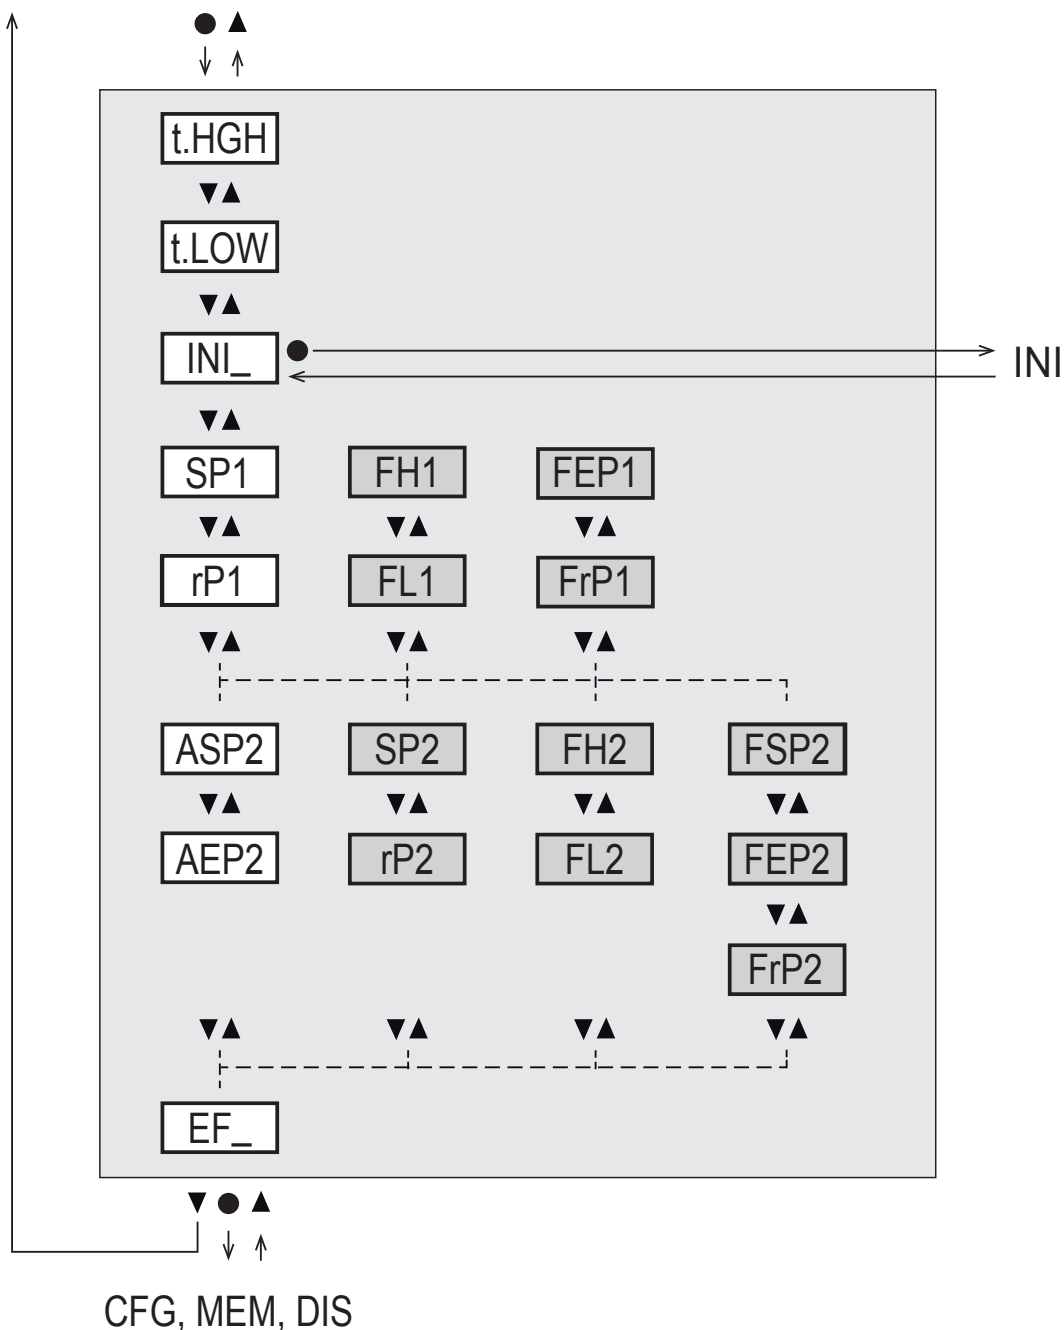 t.HGH
t.LOW
INI_
INI
SP1 FH1 FEP1
rP1 FL1 FrP1
ASP2 SP2 FH2 FSP2
AEP2 rP2 FL2 FEP2
FrP2
EF_
CFG, MEM, DIS